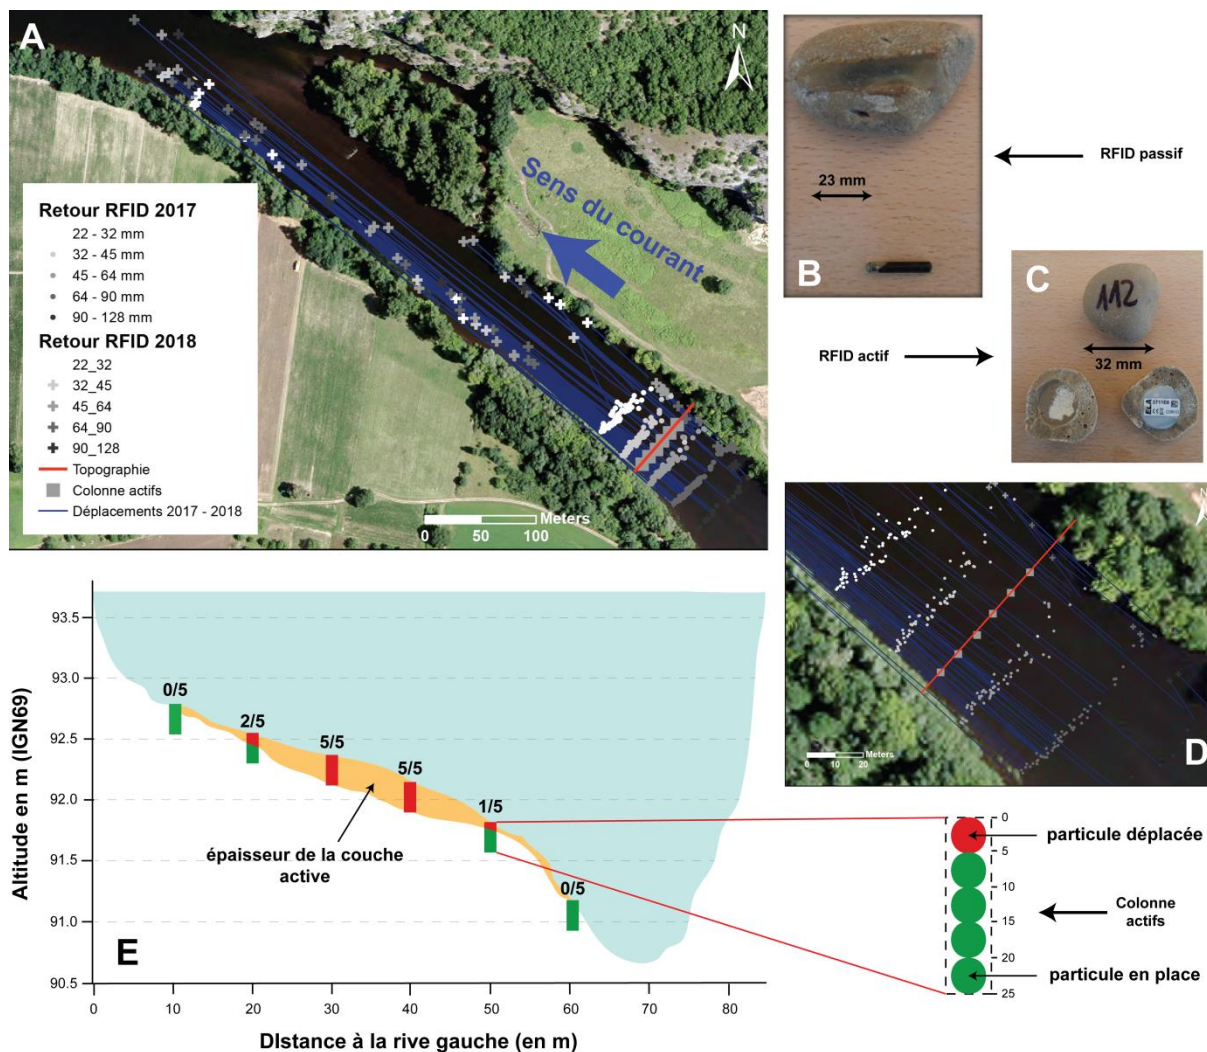 A
N
Sens du courant
Retour RFID 2017
22 - 32 mm
32 - 45 mm
45 - 64 mm
64 - 90 mm
90 - 128 mm
Retour RFID 2018
22_32
32_45
45_64
64_90
90_128
Topographie
Colonne actifs
Déplacements 2017 - 2018
Meters
0 50 100
23 mm
B
RFID passif
C
112
32 mm
RFID actif
ELA
D
Meters
0 10 20
E
Altitude en m (IGN69)
93.5
93.0
92.5
92.0
91.5
91.0
90.5
0/5
2/5
5/5
5/5
1/5
0/5
épaisseur de la couche
active
0 10 20 30 40 50 60 70 80
DIstance à la rive gauche (en m)
0
particule déplacée
5
10
Colonne
actifs
15
20
particule en place
25